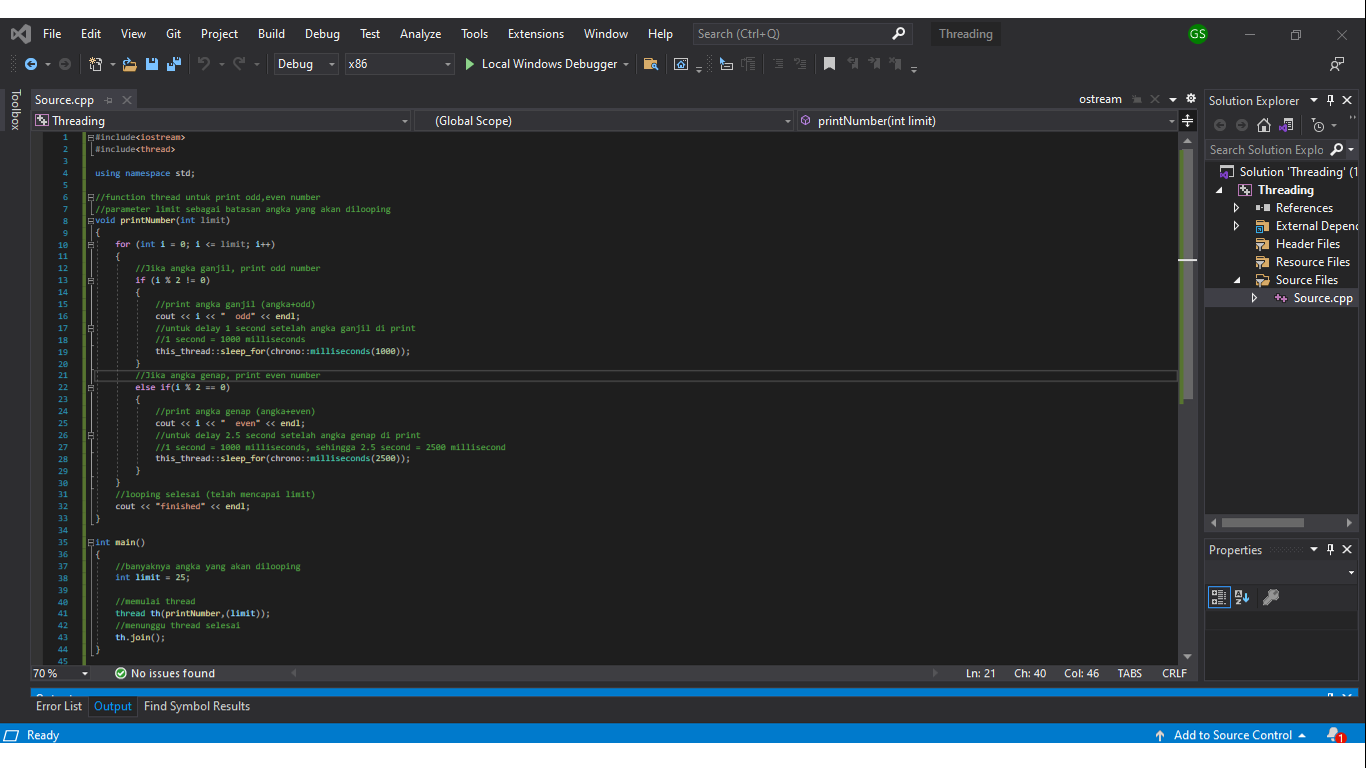 File Edit View Git Project Build Debug Test Analyze Tools Extensions Window Help Search (Ctrl+Q) Threading GS
Debug x86 Local Windows Debugger
Toolbox
Source.cpp ostream
Threading (Global Scope) printNumber(int limit)
1 #include<iostream>
2 #include<thread>
3
4 using namespace std;
5
6 //function thread untuk print odd,even number
7 //parameter limit sebagai batasan angka yang akan dilooping
8 void printNumber(int limit)
9 {
10 for (int i = 0; i <= limit; i++)
11 {
12 //Jika angka ganjil, print odd number
13 if (i % 2 != 0)
14 {
15 //print angka ganjil (angka+odd)
16 cout << i << "  odd" << endl;
17 //untuk delay 1 second setelah angka ganjil di print
18 //1 second = 1000 milliseconds
19 this_thread::sleep_for(chrono::milliseconds(1000));
20 }
21 //Jika angka genap, print even number
22 else if(i % 2 == 0)
23 {
24 //print angka genap (angka+even)
25 cout << i << "  even" << endl;
26 //untuk delay 2.5 second setelah angka genap di print
27 //1 second = 1000 milliseconds, sehingga 2.5 second = 2500 millisecond
28 this_thread::sleep_for(chrono::milliseconds(2500));
29 }
30 }
31 //looping selesai (telah mencapai limit)
32 cout << "finished" << endl;
33 }
34
35 int main()
36 {
37 //banyaknya angka yang akan dilooping
38 int limit = 25;
39
40 //memulai thread
41 thread th(printNumber,(limit));
42 //menunggu thread selesai
43 th.join();
44 }
45
70 % No issues found Ln: 21 Ch: 40 Col: 46 TABS CRLF
Solution Explorer
Search Solution Explo
Solution 'Threading' (1
Threading
References
External Depend
Header Files
Resource Files
Source Files
Source.cpp
Properties
Error List Output Find Symbol Results
Ready Add to Source Control 1